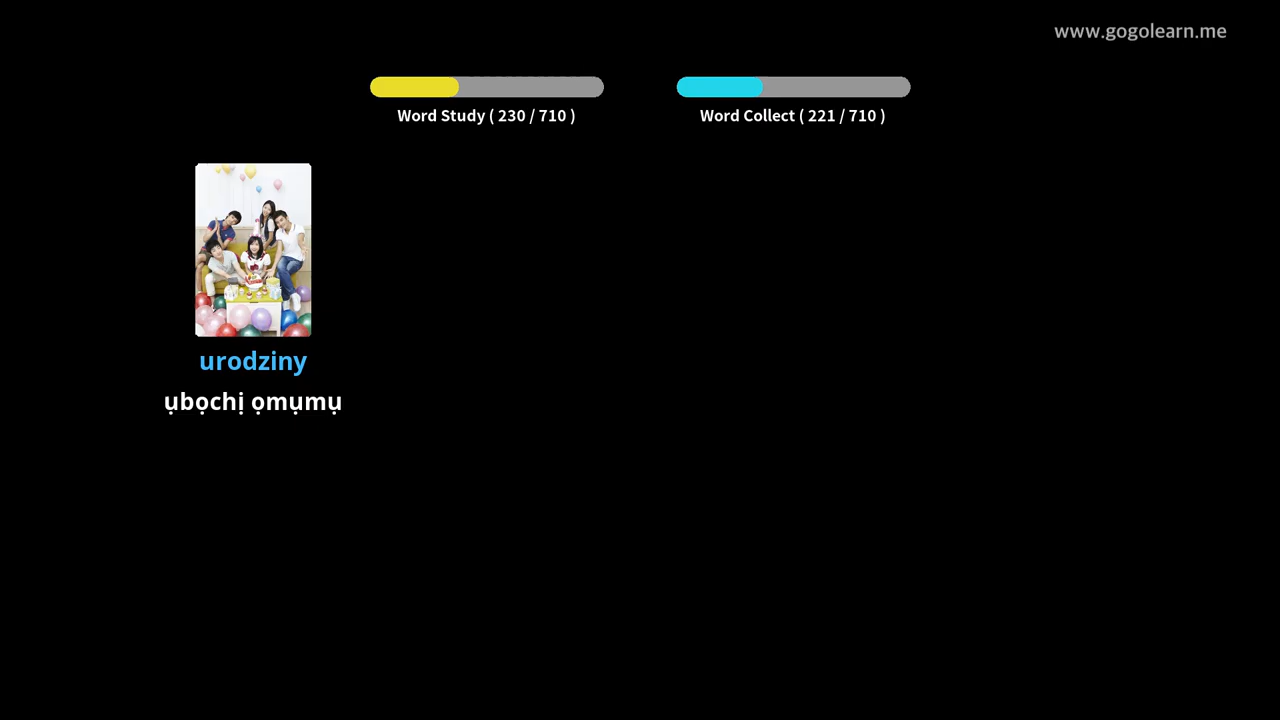 www.gogolearn.me
Word Study ( 230 / 710 )
Word Collect ( 221 / 710 )
urodziny
ụbọchị ọmụmụ